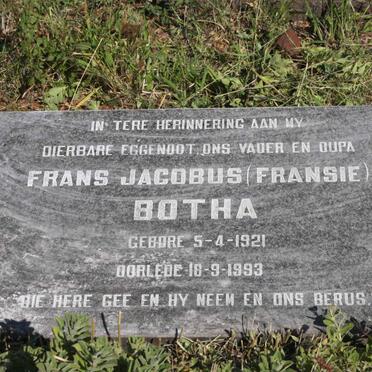 IN TERE HERINNERING AAN MY
DIERBARE EGGENOOT, ONS VADER EN OUPA
FRANS JACOBUS (FRANSIE)
BOTHA
GEBORE 5-4-1921
OORLEDE 18-9-1993
"DIE HERE GEE EN HY NEEM EN ONS BERUS."